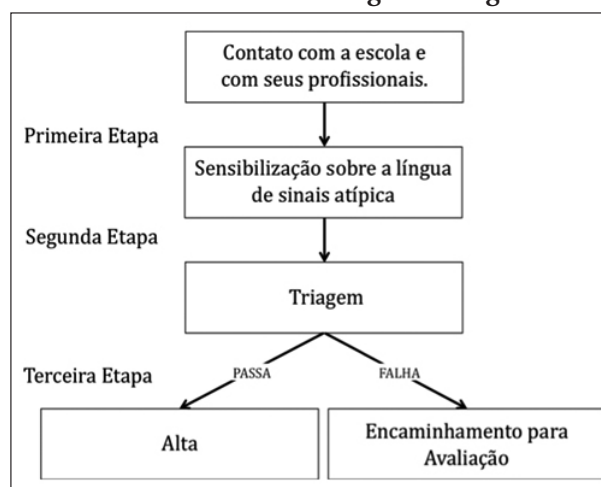 Contato com a escola e
com seus profissionais.
Primeira Etapa
Sensibilização sobre a língua
de sinais atípica
Segunda Etapa
Triagem
Terceira Etapa
PASSA
FALHA
Alta
Encaminhamento para
Avaliação